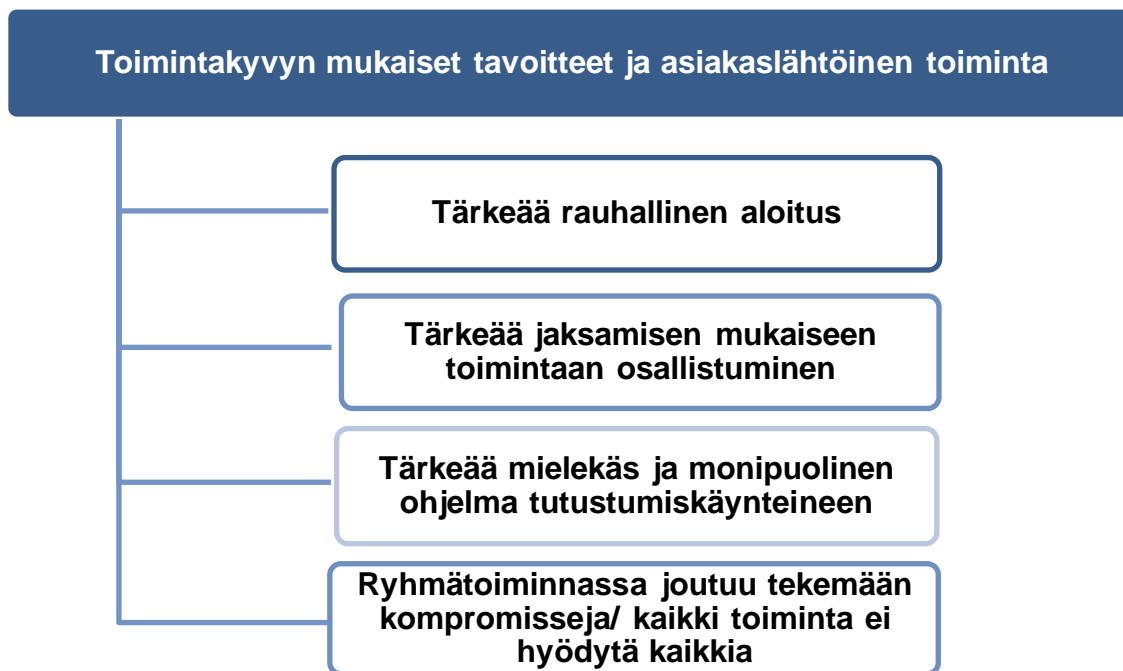 Toimintakyvyn mukaiset tavoitteet ja asiakaslähtöinen toiminta
Tärkeää rauhallinen aloitus
Tärkeää jaksamisen mukaiseen
toimintaan osallistuminen
Tärkeää mielekäs ja monipuolinen
ohjelma tutustumiskäynteineen
Ryhmätoiminnassa joutuu tekemään
kompromisseja/ kaikki toiminta ei
hyödytä kaikkia